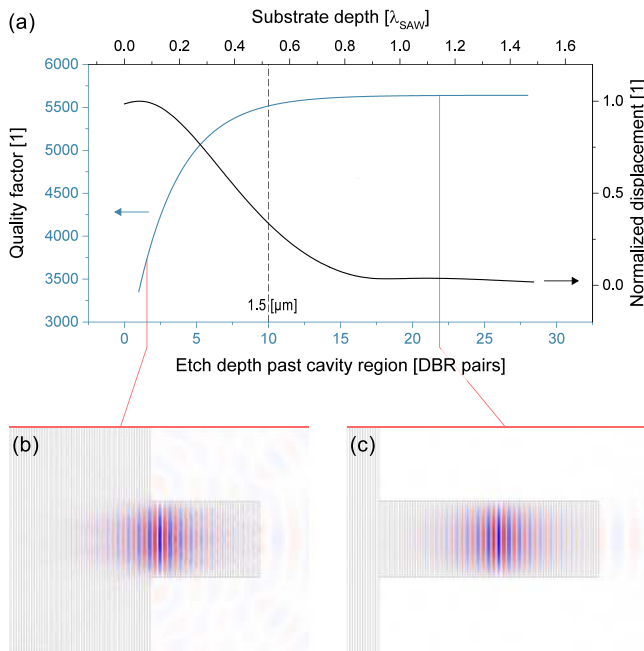 (a)
Substrate depth [λSAW]
0.0 0.2 0.4 0.6 0.8 1.0 1.2 1.4 1.6
Quality factor [1]
6000
5500
5000
4500
4000
3500
3000
1.0
0.5
0.0
Normalized displacement [1]
1.5 [μm]
0 5 10 15 20 25 30
Etch depth past cavity region [DBR pairs]
(b)
(c)